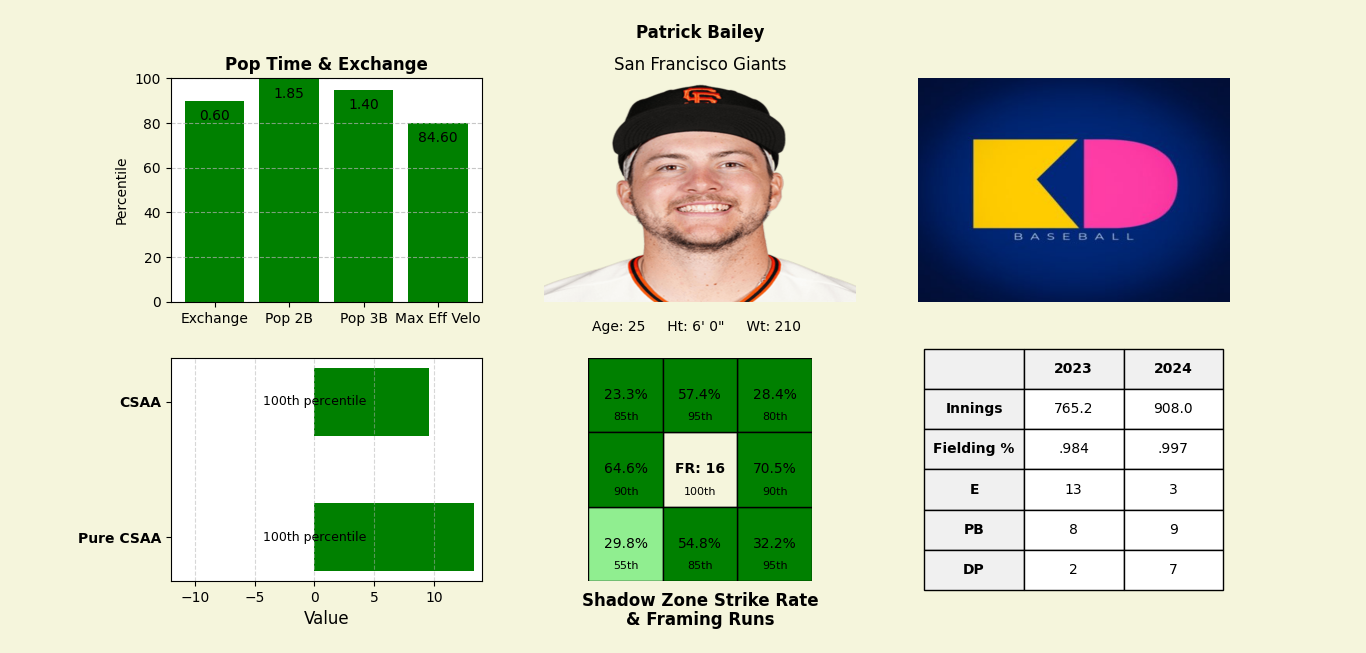 Patrick Bailey
San Francisco Giants
Pop Time & Exchange
Percentile
100
80
60
40
20
0
0.60
1.85
1.40
84.60
Exchange
Pop 2B
Pop 3B
Max Eff Velo
SF
Age: 25 Ht: 6' 0" Wt: 210
KD
BASEBALL
CSAA
100th percentile
Pure CSAA
100th percentile
−10 −5 0 5 10
Value
23.3% 57.4% 28.4%
85th 95th 80th
64.6% FR: 16 70.5%
90th 100th 90th
29.8% 54.8% 32.2%
55th 85th 95th
Shadow Zone Strike Rate
& Framing Runs
2023 2024
Innings 765.2 908.0
Fielding % .984 .997
E 13 3
PB 8 9
DP 2 7